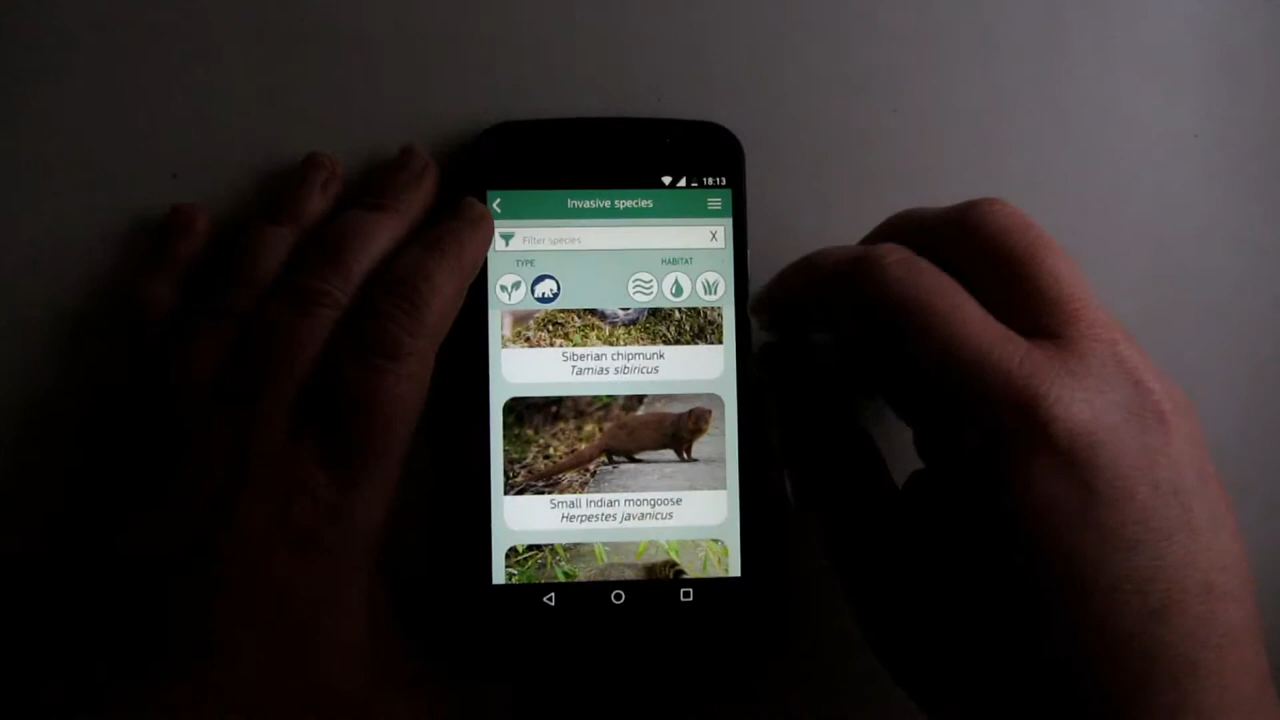 18:13
Invasive species
Filter species X
TYPE HABITAT
Siberian chipmunk
Tamias sibiricus
Small Indian mongoose
Herpestes javanicus